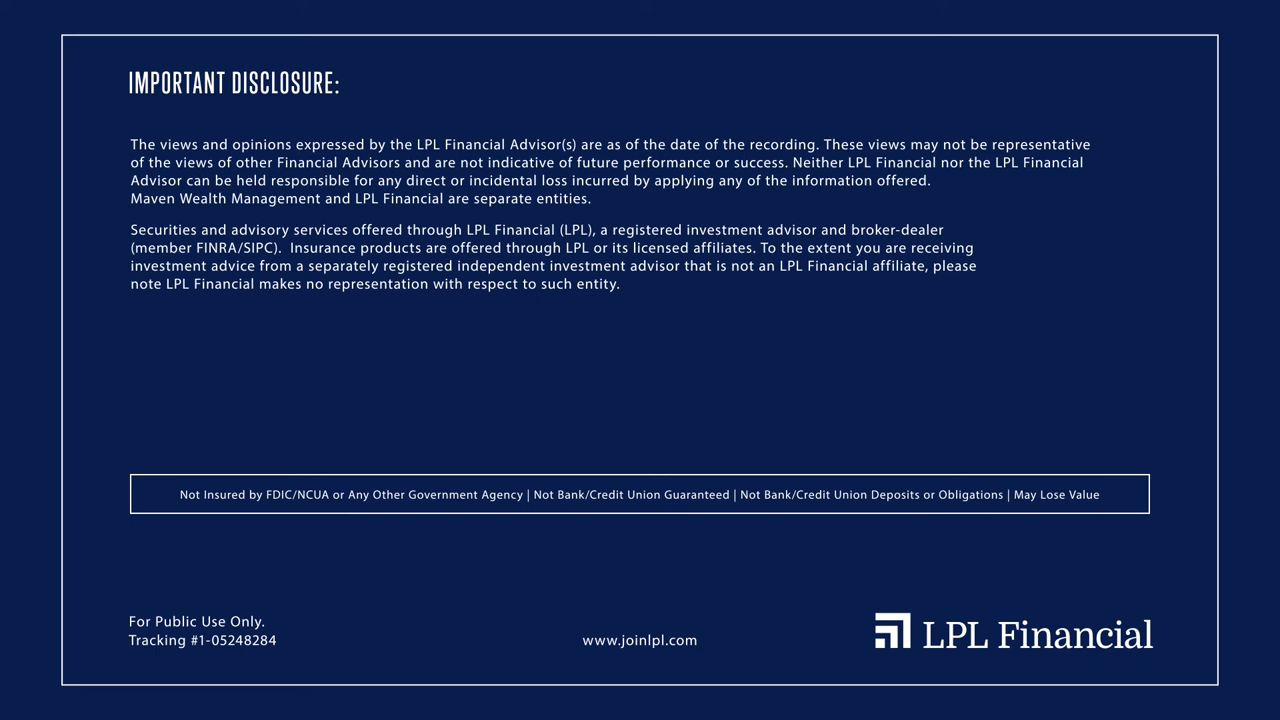 IMPORTANT DISCLOSURE:
The views and opinions expressed by the LPL Financial Advisor(s) are as of the date of the recording. These views may not be representative
of the views of other Financial Advisors and are not indicative of future performance or success. Neither LPL Financial nor the LPL Financial
Advisor can be held responsible for any direct or incidental loss incurred by applying any of the information offered.
Maven Wealth Management and LPL Financial are separate entities.
Securities and advisory services offered through LPL Financial (LPL), a registered investment advisor and broker-dealer
(member FINRA/SIPC).  Insurance products are offered through LPL or its licensed affiliates. To the extent you are receiving
investment advice from a separately registered independent investment advisor that is not an LPL Financial affiliate, please
note LPL Financial makes no representation with respect to such entity.
Not Insured by FDIC/NCUA or Any Other Government Agency | Not Bank/Credit Union Guaranteed | Not Bank/Credit Union Deposits or Obligations | May Lose Value
For Public Use Only.
Tracking #1-05248284
www.joinlpl.com
LPL Financial